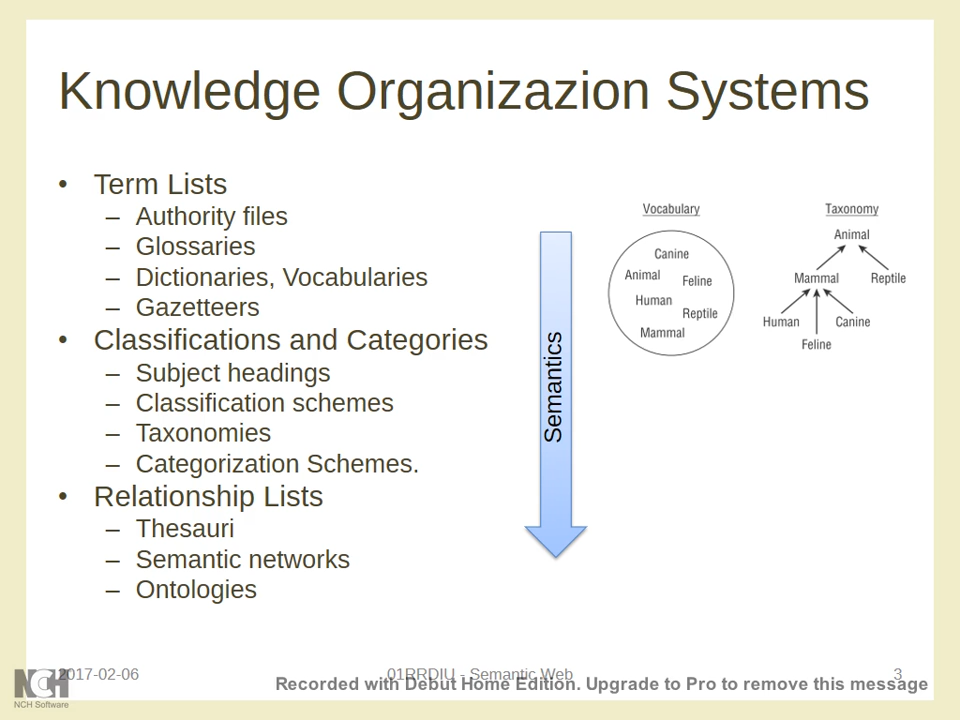 Knowledge Organizazion Systems
• Term Lists
– Authority files
– Glossaries
– Dictionaries, Vocabularies
– Gazetteers
• Classifications and Categories
– Subject headings
– Classification schemes
– Taxonomies
– Categorization Schemes.
• Relationship Lists
– Thesauri
– Semantic networks
– Ontologies
Semantics
Vocabulary
Canine
Animal
Feline
Human
Reptile
Mammal
Taxonomy
Animal
Mammal Reptile
Human Canine
Feline
2017-02-06 01RRDIU - Semantic Web 3
Recorded with Debut Home Edition. Upgrade to Pro to remove this message
NCH
NCH Software